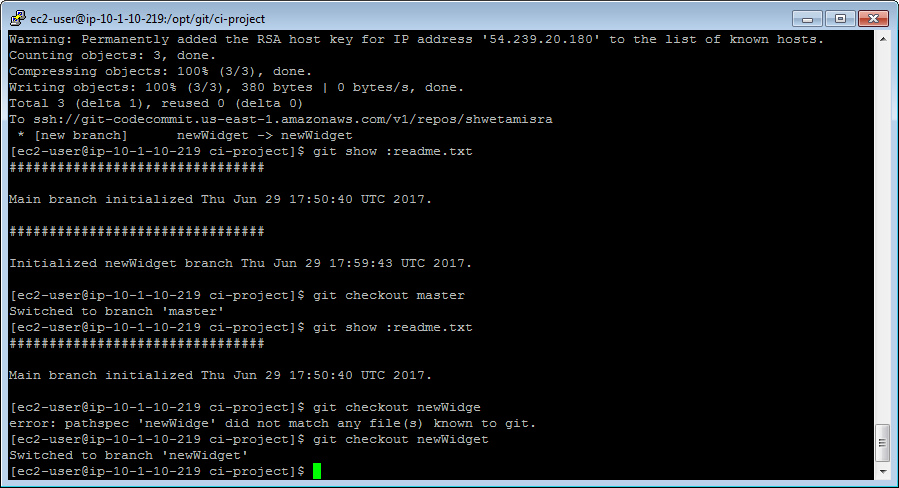 ec2-user@ip-10-1-10-219:/opt/git/ci-project
Warning: Permanently added the RSA host key for IP address '54.239.20.180' to the list of known hosts.
Counting objects: 3, done.
Compressing objects: 100% (3/3), done.
Writing objects: 100% (3/3), 380 bytes | 0 bytes/s, done.
Total 3 (delta 1), reused 0 (delta 0)
To ssh://git-codecommit.us-east-1.amazonaws.com/v1/repos/shwetamisra
 * [new branch]      newWidget -> newWidget
[ec2-user@ip-10-1-10-219 ci-project]$ git show :readme.txt
################################
Main branch initialized Thu Jun 29 17:50:40 UTC 2017.
################################
Initialized newWidget branch Thu Jun 29 17:59:43 UTC 2017.
[ec2-user@ip-10-1-10-219 ci-project]$ git checkout master
Switched to branch 'master'
[ec2-user@ip-10-1-10-219 ci-project]$ git show :readme.txt
################################
Main branch initialized Thu Jun 29 17:50:40 UTC 2017.
[ec2-user@ip-10-1-10-219 ci-project]$ git checkout newWidge
error: pathspec 'newWidge' did not match any file(s) known to git.
[ec2-user@ip-10-1-10-219 ci-project]$ git checkout newWidget
Switched to branch 'newWidget'
[ec2-user@ip-10-1-10-219 ci-project]$